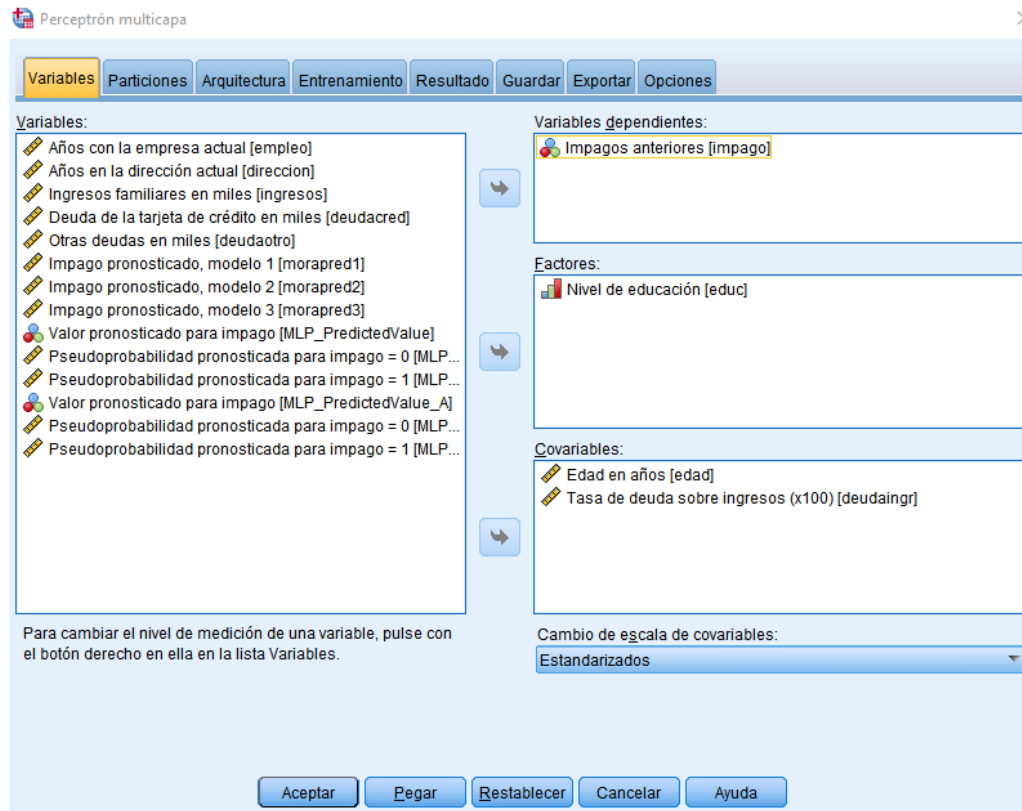 Perceptrón multicapa
Variables Particiones Arquitectura Entrenamiento Resultado Guardar Exportar Opciones
Variables:
Años con la empresa actual [empleo]
Años en la dirección actual [direccion]
Ingresos familiares en miles [ingresos]
Deuda de la tarjeta de crédito en miles [deudacred]
Otras deudas en miles [deudaotro]
Impago pronosticado, modelo 1 [morapred1]
Impago pronosticado, modelo 2 [morapred2]
Impago pronosticado, modelo 3 [morapred3]
Valor pronosticado para impago [MLP_PredictedValue]
Pseudoprobabilidad pronosticada para impago = 0 [MLP...
Pseudoprobabilidad pronosticada para impago = 1 [MLP...
Valor pronosticado para impago [MLP_PredictedValue_A]
Pseudoprobabilidad pronosticada para impago = 0 [MLP...
Pseudoprobabilidad pronosticada para impago = 1 [MLP...
Para cambiar el nivel de medición de una variable, pulse con
el botón derecho en ella en la lista Variables.
Variables dependientes:
Impagos anteriores [impago]
Factores:
Nivel de educación [educ]
Covariables:
Edad en años [edad]
Tasa de deuda sobre ingresos (x100) [deudaingr]
Cambio de escala de covariables:
Estandarizados
Aceptar Pegar Restablecer Cancelar Ayuda